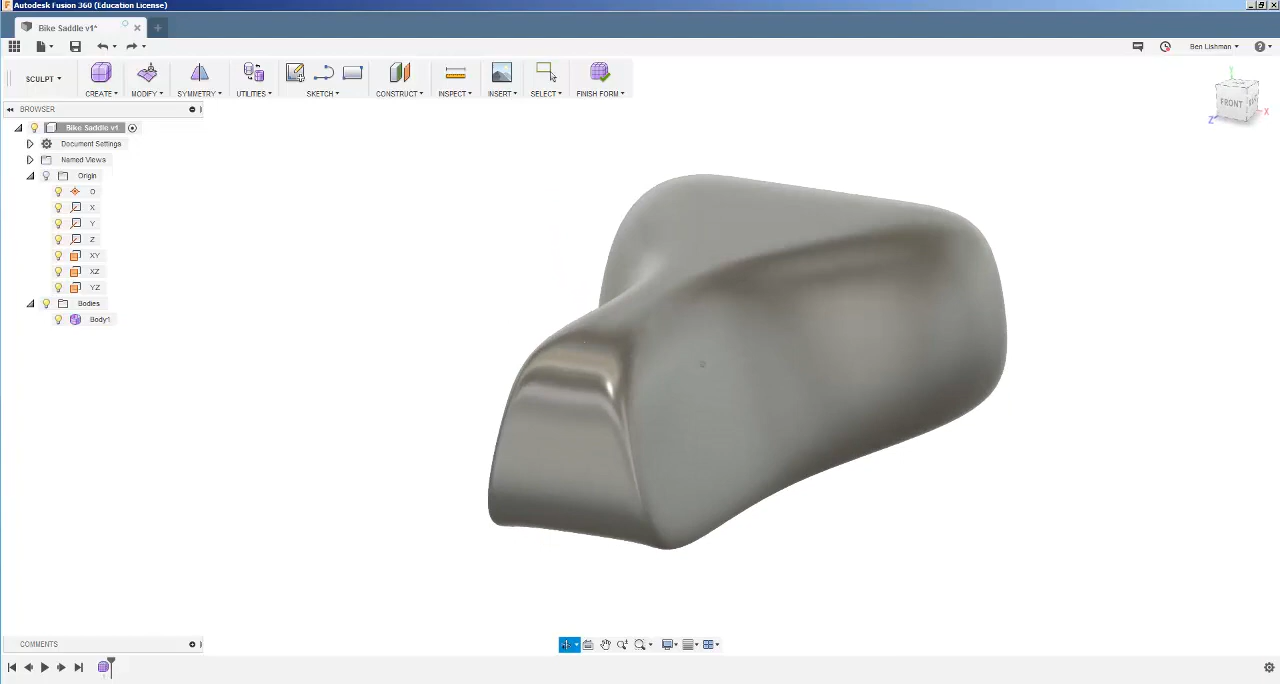 Autodesk Fusion 360 (Education License)
Bike Saddle v1*
Ben Lishman
SCULPT
CREATE
MODIFY
SYMMETRY
UTILITIES
SKETCH
CONSTRUCT
INSPECT
INSERT
SELECT
FINISH FORM
BROWSER
Bike Saddle v1
Document Settings
Named Views
Origin
O
X
Y
Z
XY
XZ
YZ
Bodies
Body1
Y
FRONT
X
Z
COMMENTS